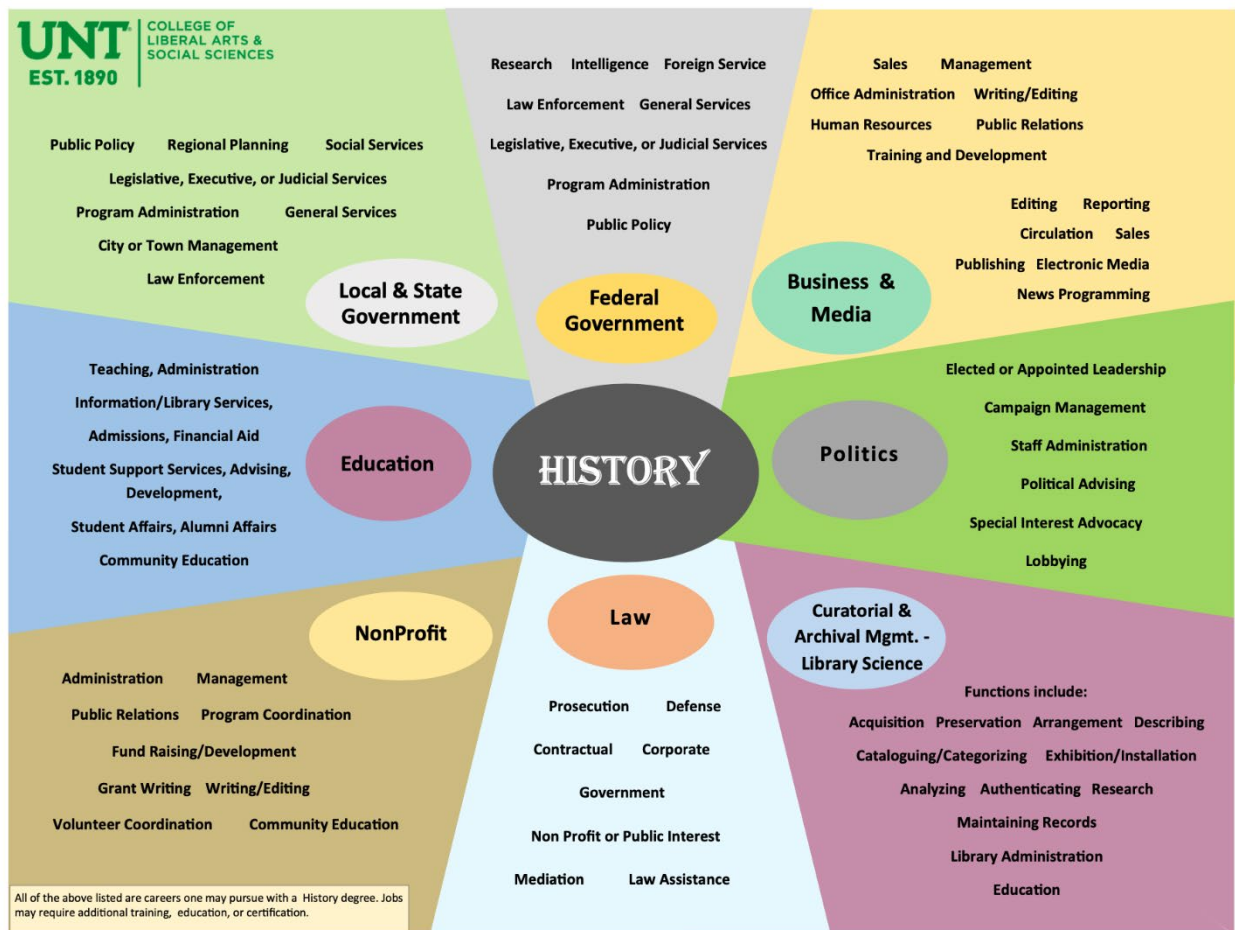 UNT
EST. 1890
COLLEGE OF
LIBERAL ARTS &
SOCIAL SCIENCES
Public Policy Regional Planning Social Services
Legislative, Executive, or Judicial Services
Program Administration General Services
City or Town Management
Law Enforcement
Local & State
Government
Research Intelligence Foreign Service
Law Enforcement General Services
Legislative, Executive, or Judicial Services
Program Administration
Public Policy
Federal
Government
Sales Management
Office Administration Writing/Editing
Human Resources Public Relations
Training and Development
Editing Reporting
Circulation Sales
Publishing Electronic Media
News Programming
Business &
Media
Teaching, Administration
Information/Library Services,
Admissions, Financial Aid
Student Support Services, Advising,
Development,
Student Affairs, Alumni Affairs
Community Education
Education
HISTORY
Politics
Elected or Appointed Leadership
Campaign Management
Staff Administration
Political Advising
Special Interest Advocacy
Lobbying
NonProfit
Administration Management
Public Relations Program Coordination
Fund Raising/Development
Grant Writing Writing/Editing
Volunteer Coordination Community Education
Law
Prosecution Defense
Contractual Corporate
Government
Non Profit or Public Interest
Mediation Law Assistance
Curatorial &
Archival Mgmt. -
Library Science
Functions include:
Acquisition Preservation Arrangement Describing
Cataloguing/Categorizing Exhibition/Installation
Analyzing Authenticating Research
Maintaining Records
Library Administration
Education
All of the above listed are careers one may pursue with a History degree. Jobs
may require additional training, education, or certification.